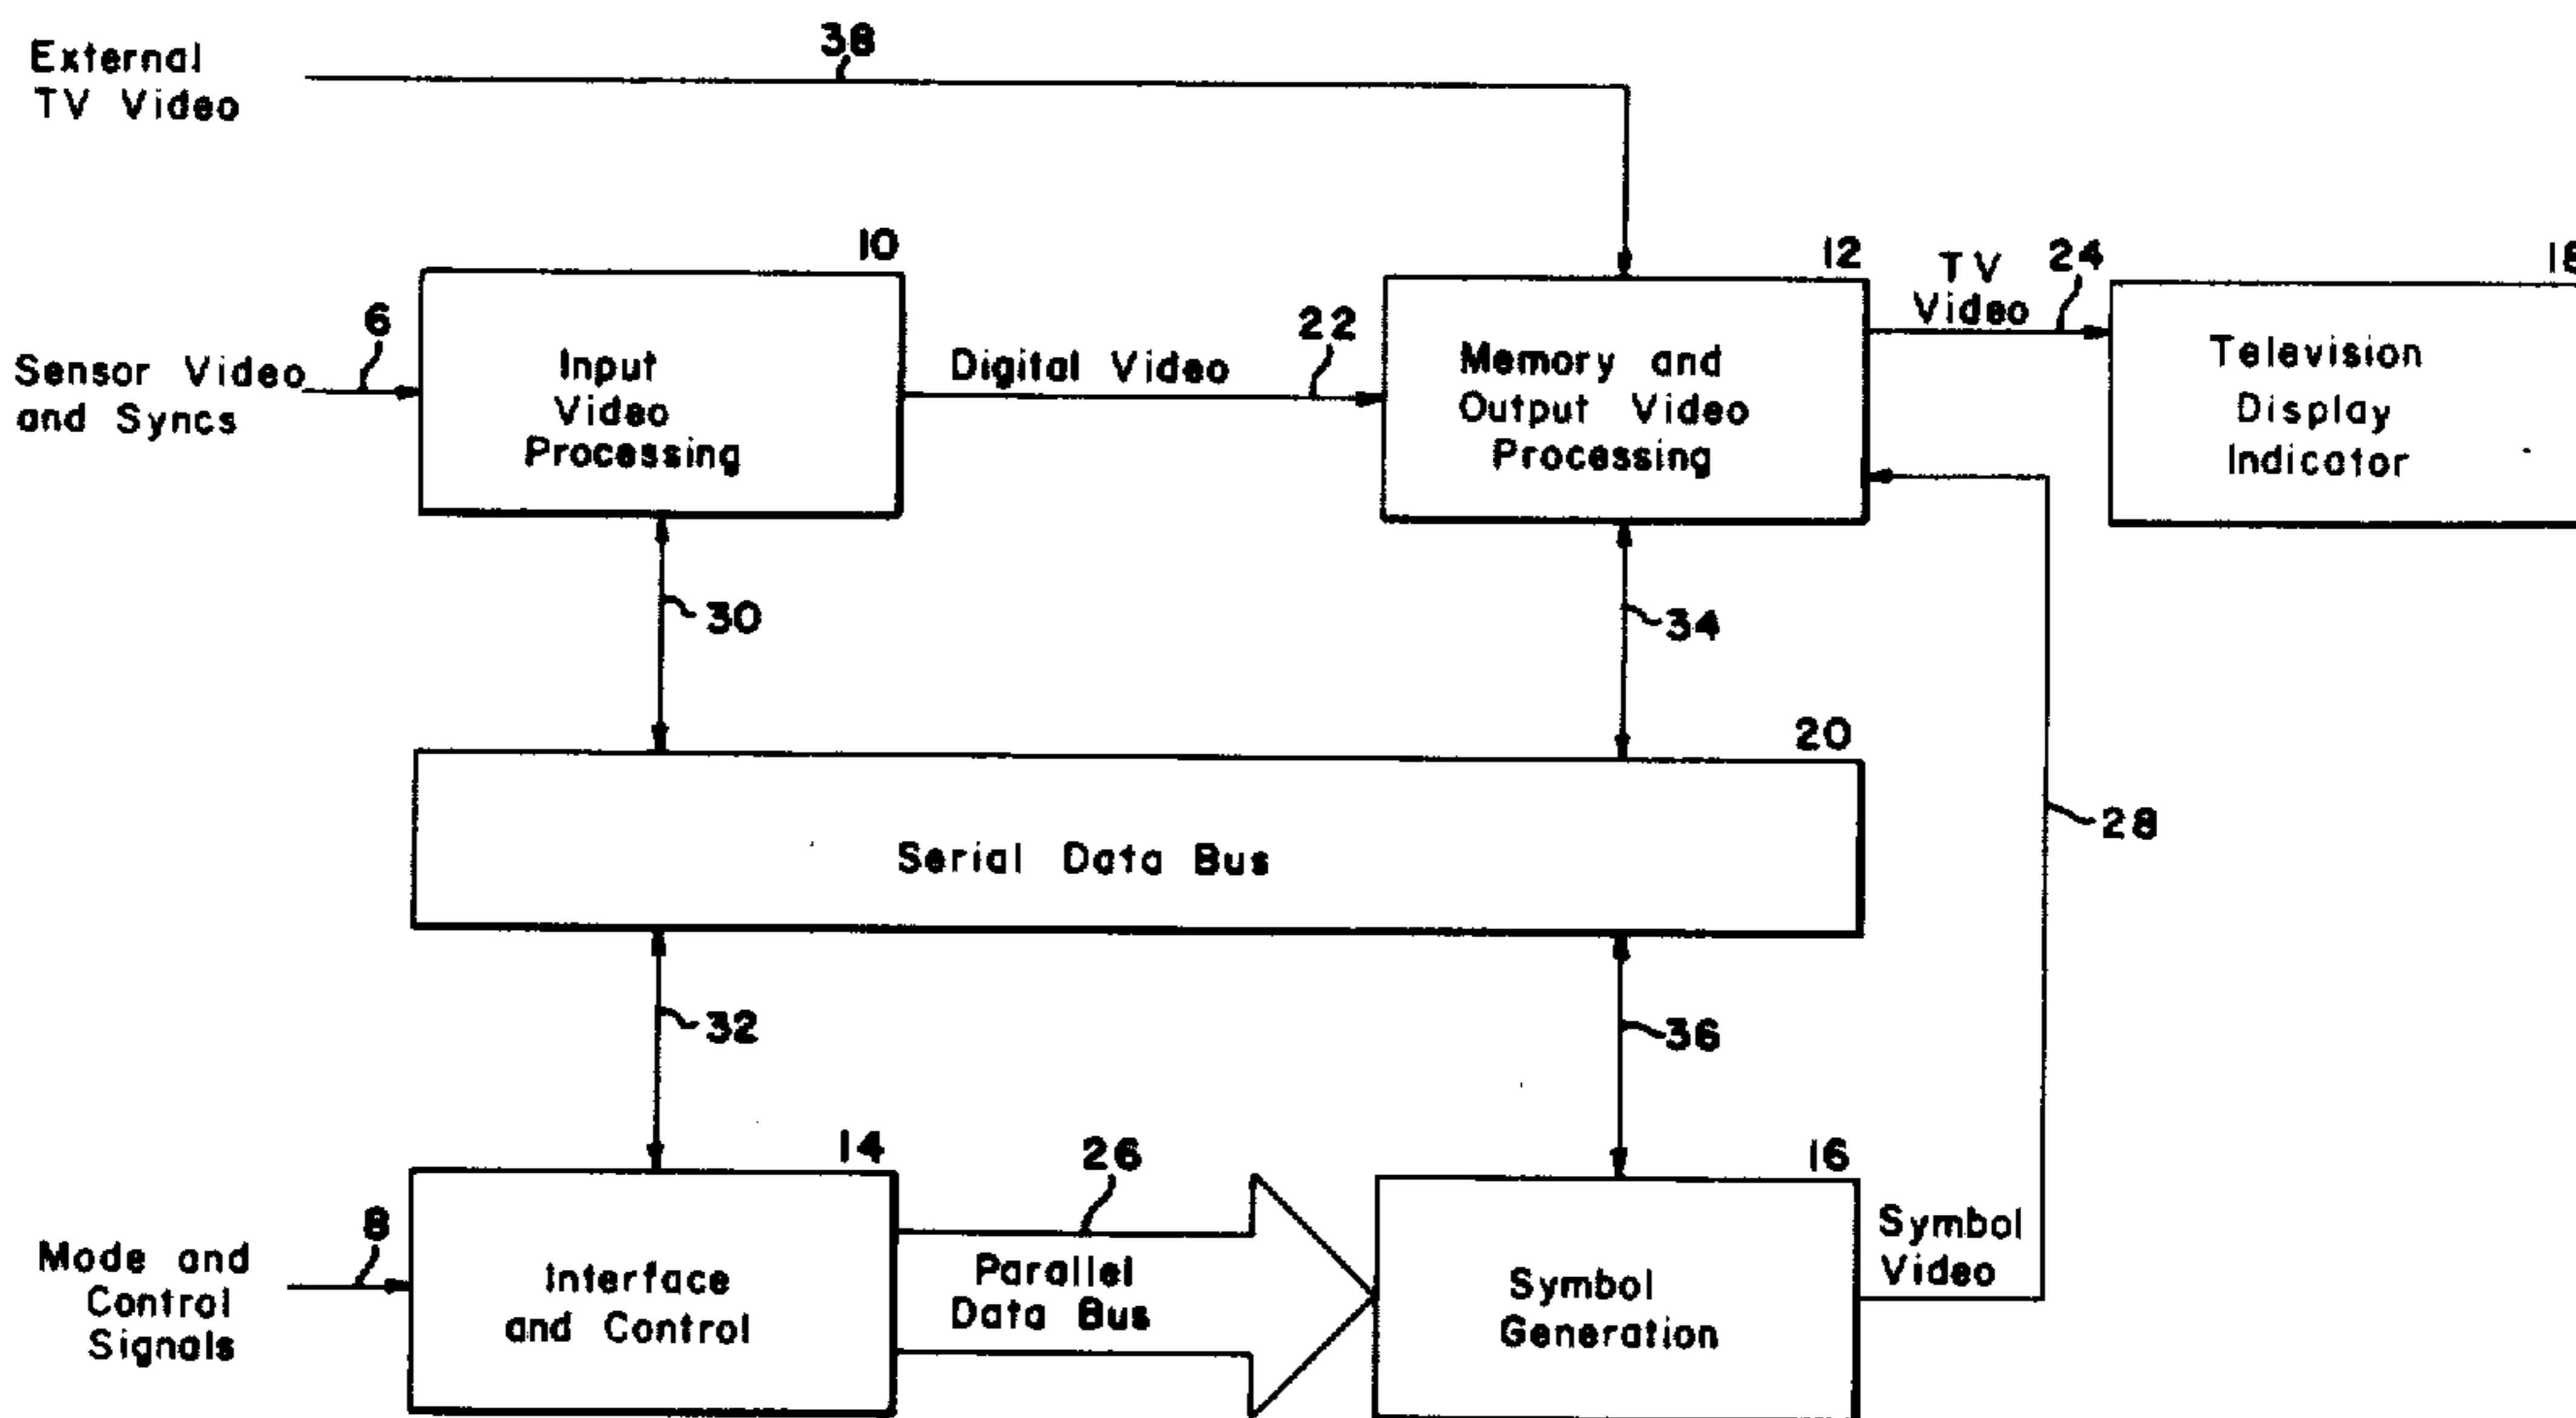 External
TV Video
38
Sensor Video
and Syncs
6
10
Input
Video
Processing
Digital Video
22
12
Memory and
Output Video
Processing
TV
Video
24
18
Television
Display
Indicator
30
34
20
Serial Data Bus
28
32
36
Mode and
Control
Signals
8
14
Interface
and Control
26
Parallel
Data Bus
16
Symbol
Generation
Symbol
Video